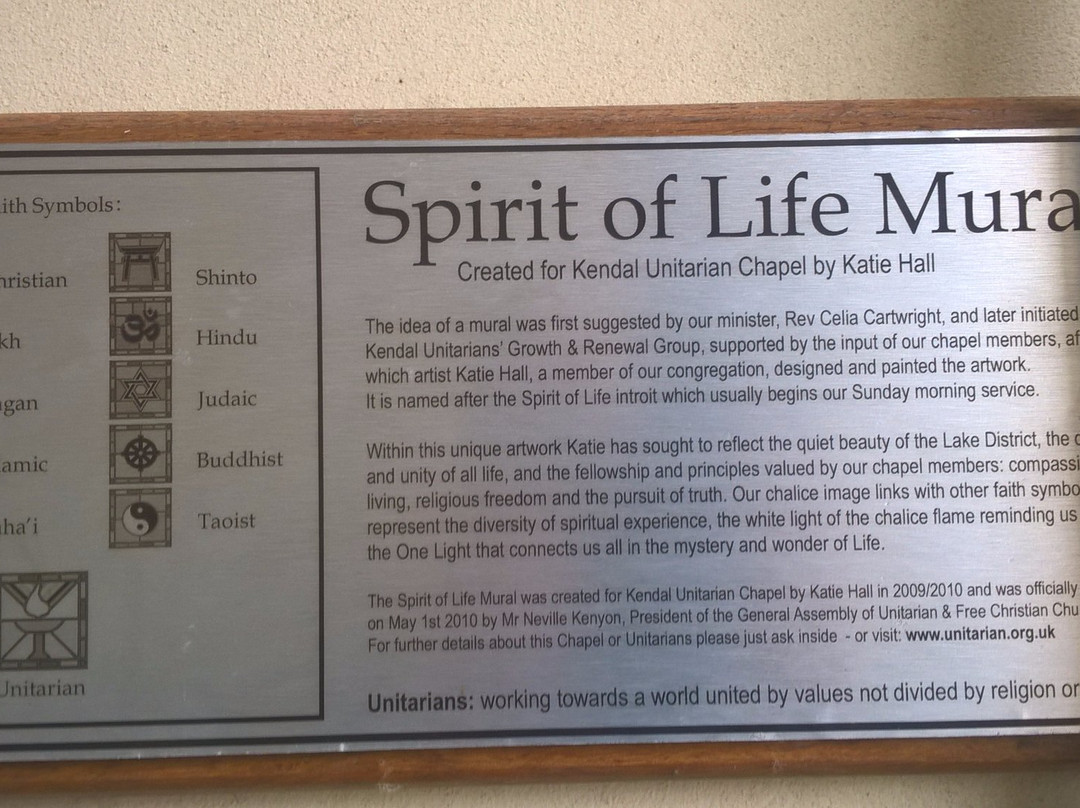 ith Symbols:
hristian
kh
gan
amic
ha'i
Unitarian
Shinto
Hindu
Judaic
Buddhist
Taoist
Spirit of Life Mura
Created for Kendal Unitarian Chapel by Katie Hall
The idea of a mural was first suggested by our minister, Rev Celia Cartwright, and later initiated
Kendal Unitarians' Growth & Renewal Group, supported by the input of our chapel members, af
which artist Katie Hall, a member of our congregation, designed and painted the artwork.
It is named after the Spirit of Life introit which usually begins our Sunday morning service.
Within this unique artwork Katie has sought to reflect the quiet beauty of the Lake District, the
and unity of all life, and the fellowship and principles valued by our chapel members: compassi
living, religious freedom and the pursuit of truth. Our chalice image links with other faith symbo
represent the diversity of spiritual experience, the white light of the chalice flame reminding us
the One Light that connects us all in the mystery and wonder of Life.
The Spirit of Life Mural was created for Kendal Unitarian Chapel by Katie Hall in 2009/2010 and was officially
on May 1st 2010 by Mr Neville Kenyon, President of the General Assembly of Unitarian & Free Christian Chu
For further details about this Chapel or Unitarians please just ask inside - or visit: www.unitarian.org.uk
Unitarians: working towards a world united by values not divided by religion or